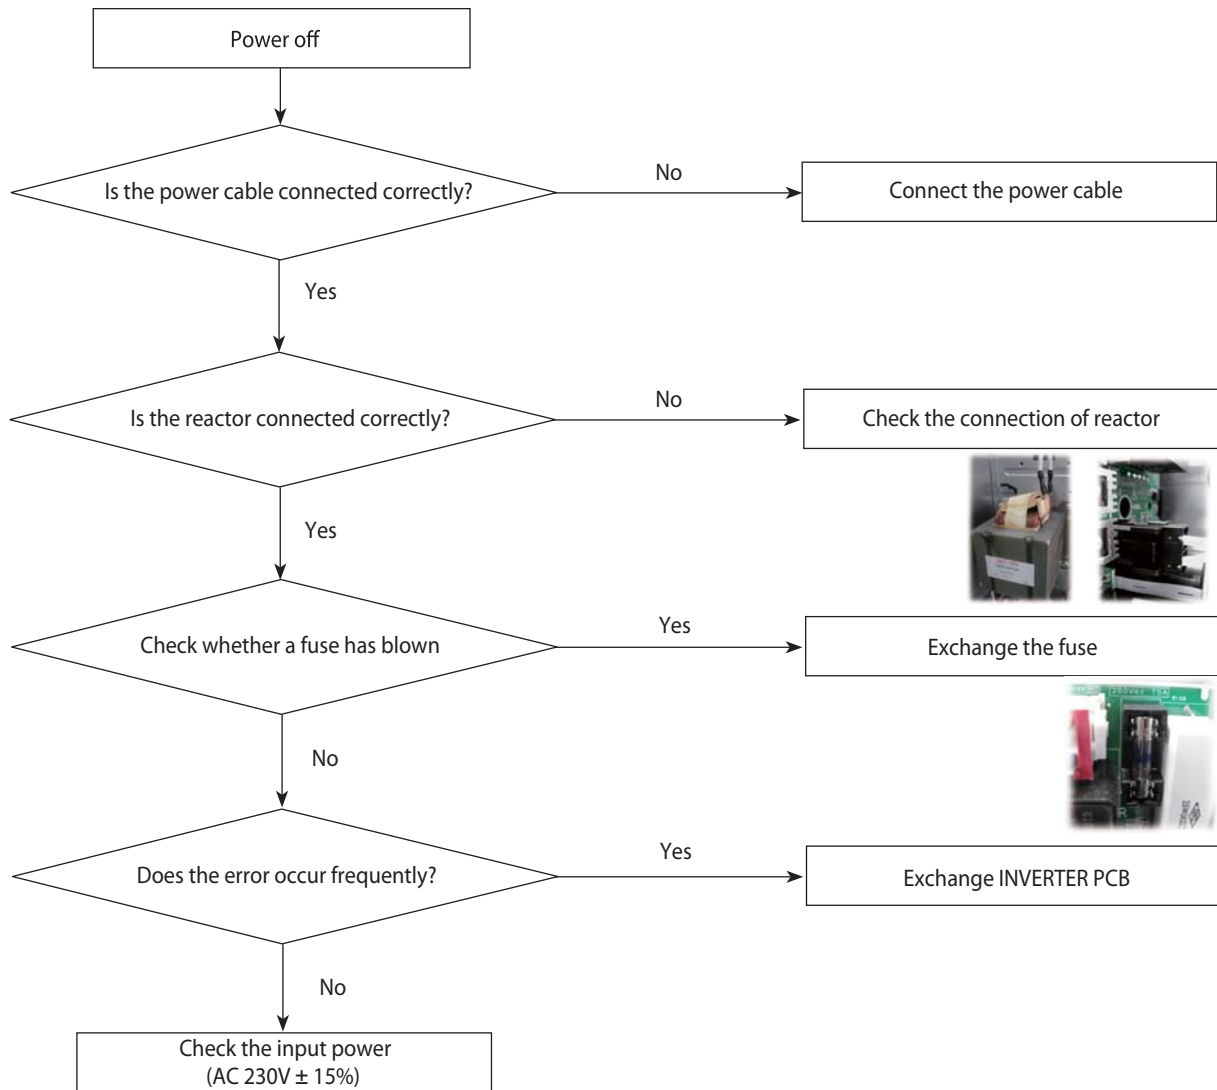 Power off
Is the power cable connected correctly?
No
Connect the power cable
Yes
Is the reactor connected correctly?
No
Check the connection of reactor
Yes
Check whether a fuse has blown
Yes
Exchange the fuse
No
Does the error occur frequently?
Yes
Exchange INVERTER PCB
No
Check the input power
(AC 230V ± 15%)